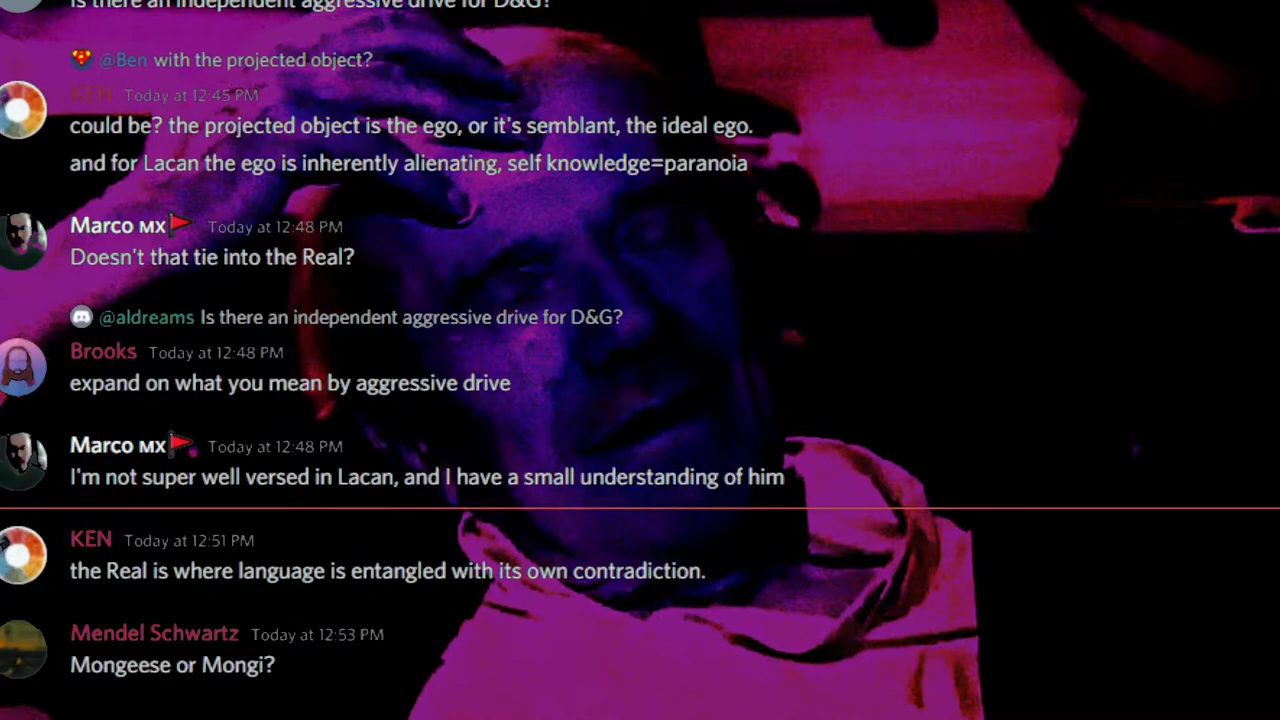 Is there an independent aggressive drive for D&G?
@Ben with the projected object?
KEN Today at 12:45 PM
could be? the projected object is the ego, or it's semblant, the ideal ego.
and for Lacan the ego is inherently alienating, self knowledge=paranoia
Marco MX Today at 12:48 PM
Doesn't that tie into the Real?
@aldreams Is there an independent aggressive drive for D&G?
Brooks Today at 12:48 PM
expand on what you mean by aggressive drive
Marco MX Today at 12:48 PM
I'm not super well versed in Lacan, and I have a small understanding of him
KEN Today at 12:51 PM
the Real is where language is entangled with its own contradiction.
Mendel Schwartz Today at 12:53 PM
Mongeese or Mongi?